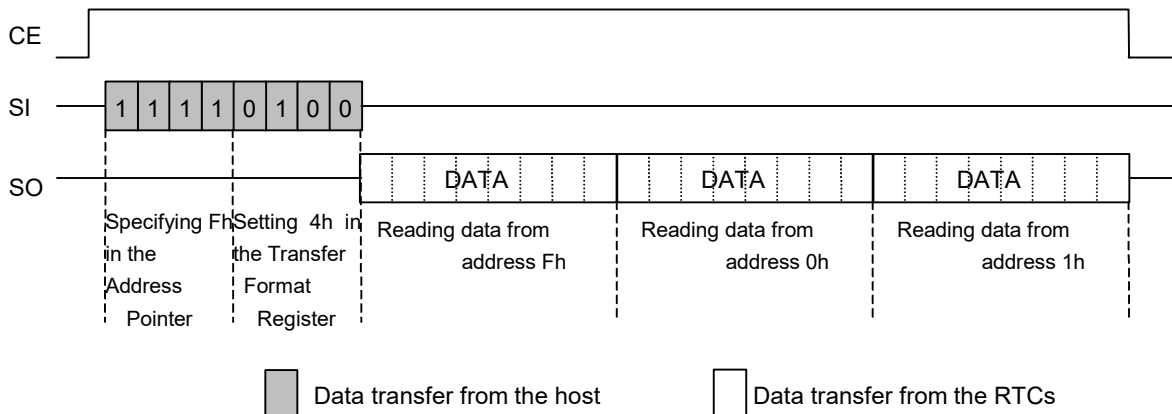 CE
SI
1 1 1 1 0 1 0 0
SO
DATA DATA DATA
Specifying Fh
in the
Address
Pointer
Setting 4h in
the Transfer
Format
Register
Reading data from
address Fh
Reading data from
address 0h
Reading data from
address 1h
Data transfer from the host
Data transfer from the RTCs